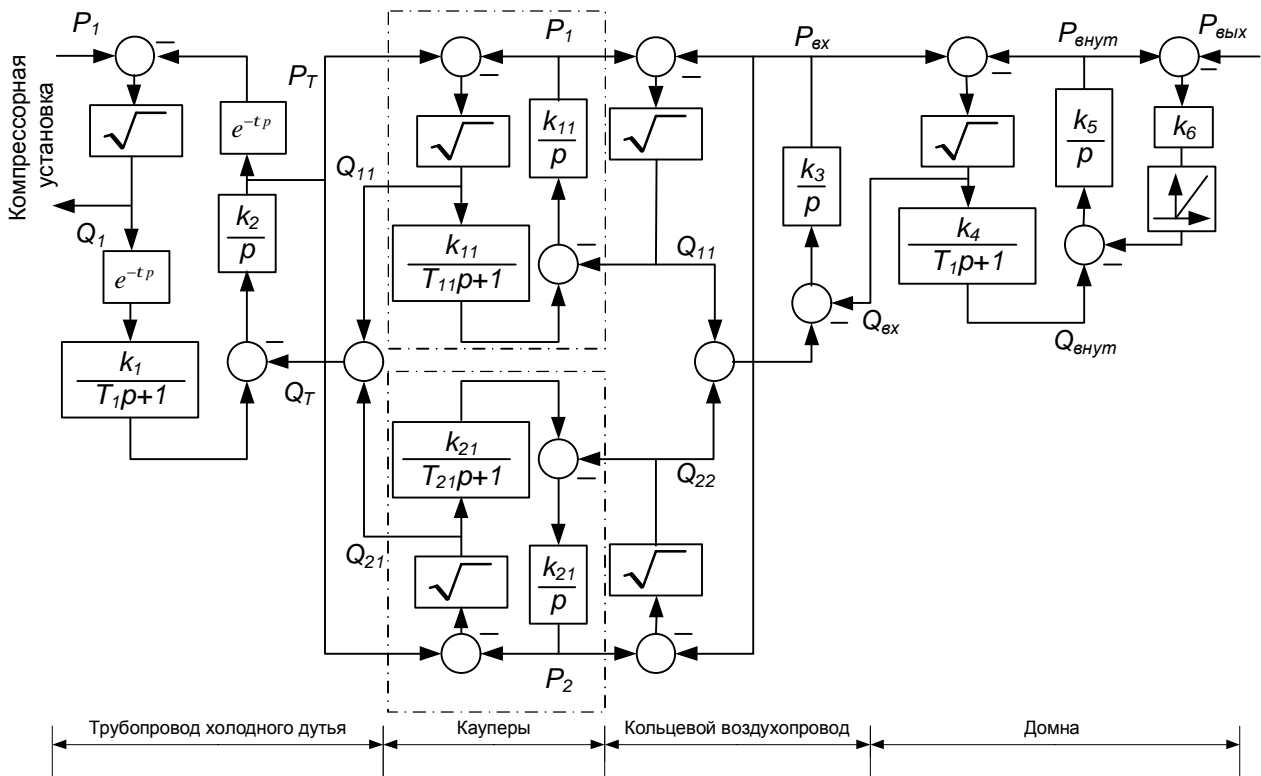 P₁
P₁
Pвх
Pвнут
Pвых
Компрессорная
установка
e⁻ᵗᵖ
Pт
k₁₁
p
k₅
p
k₆
Q₁₁
k₃
p
k₂
p
Q₁
k₁₁
T₁₁p+1
Q₁₁
k₄
T₁p+1
e⁻ᵗᵖ
Qвх
Qвнут
k₁
T₁p+1
Qт
k₂₁
T₂₁p+1
Q₂₂
Q₂₁
k₂₁
p
P₂
Трубопровод холодного дутья
Кауперы
Кольцевой воздухопровод
Домна